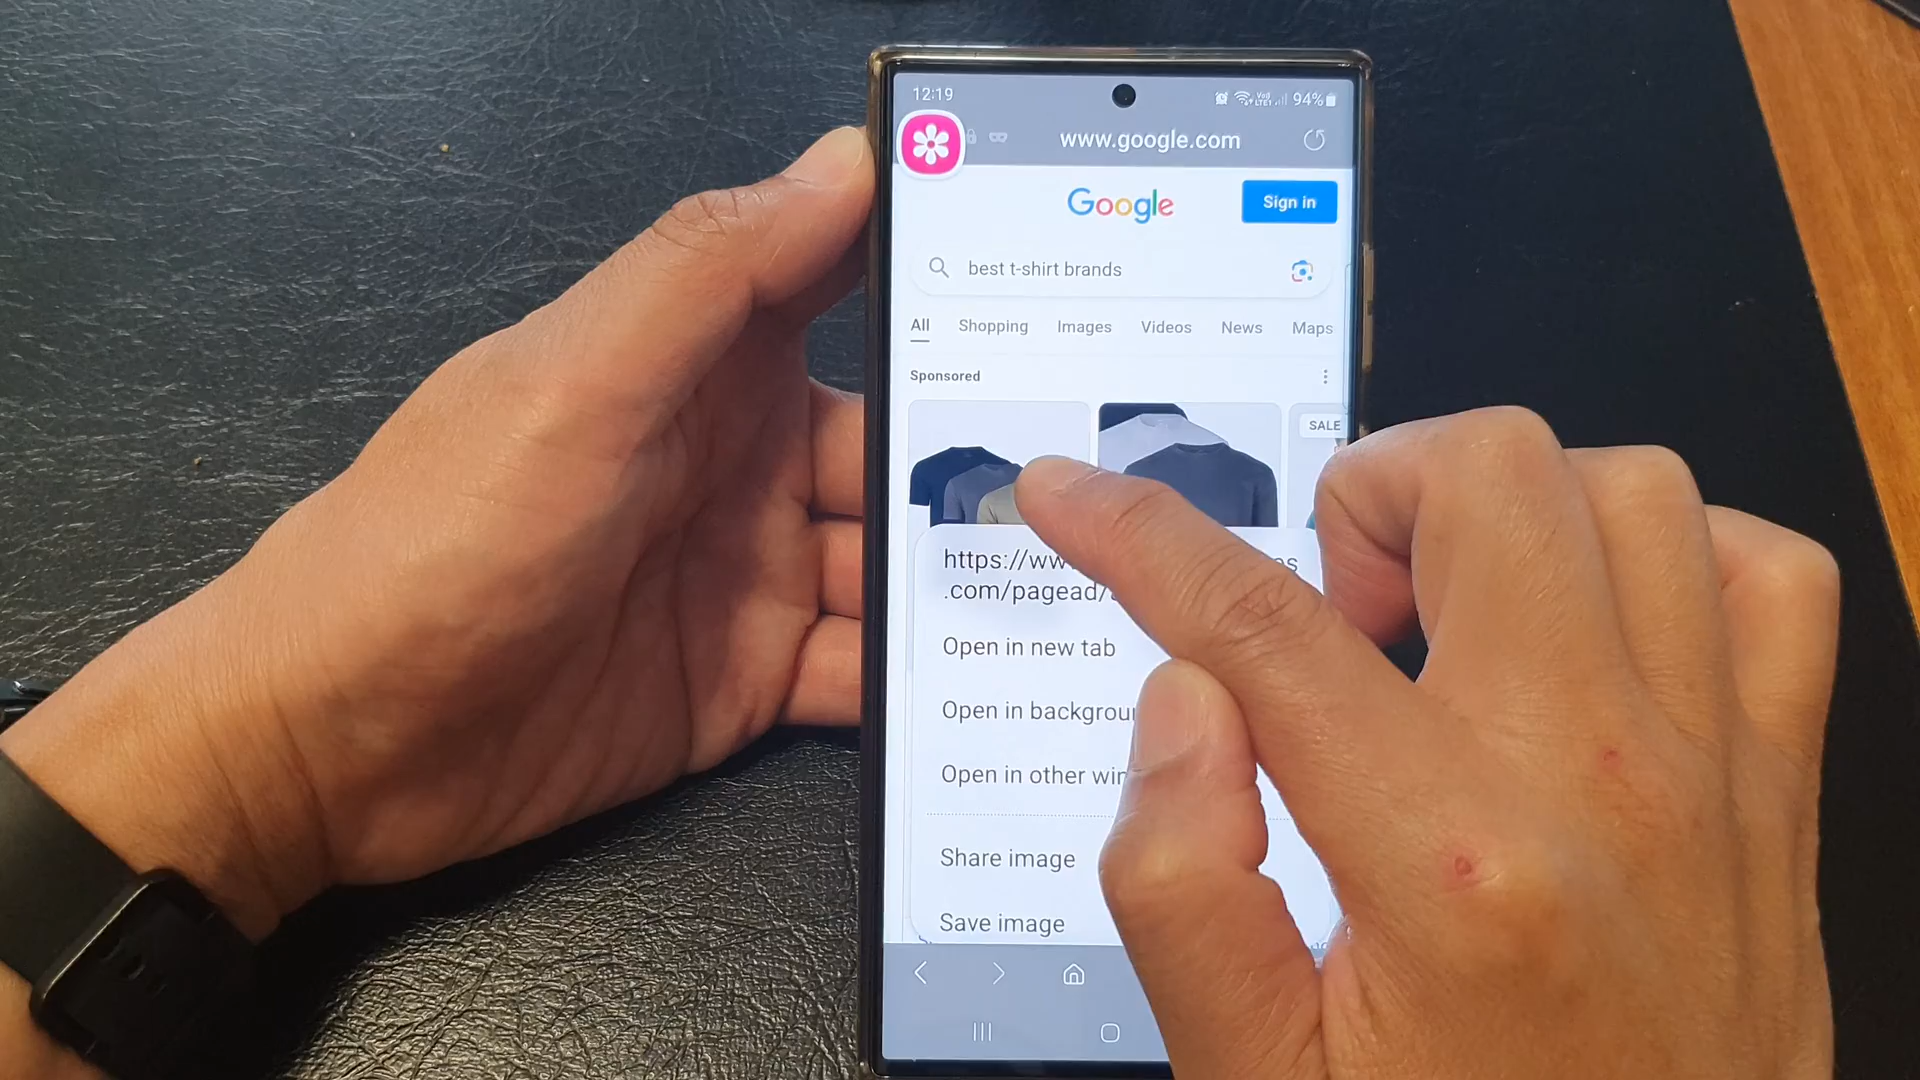 12:19
94%
www.google.com
Google
Sign in
best t-shirt brands
All Shopping Images Videos News Maps
Sponsored
SALE
https://ww
.com/pagead/
Open in new tab
Open in backgrou
Open in other win
Share image
Save image